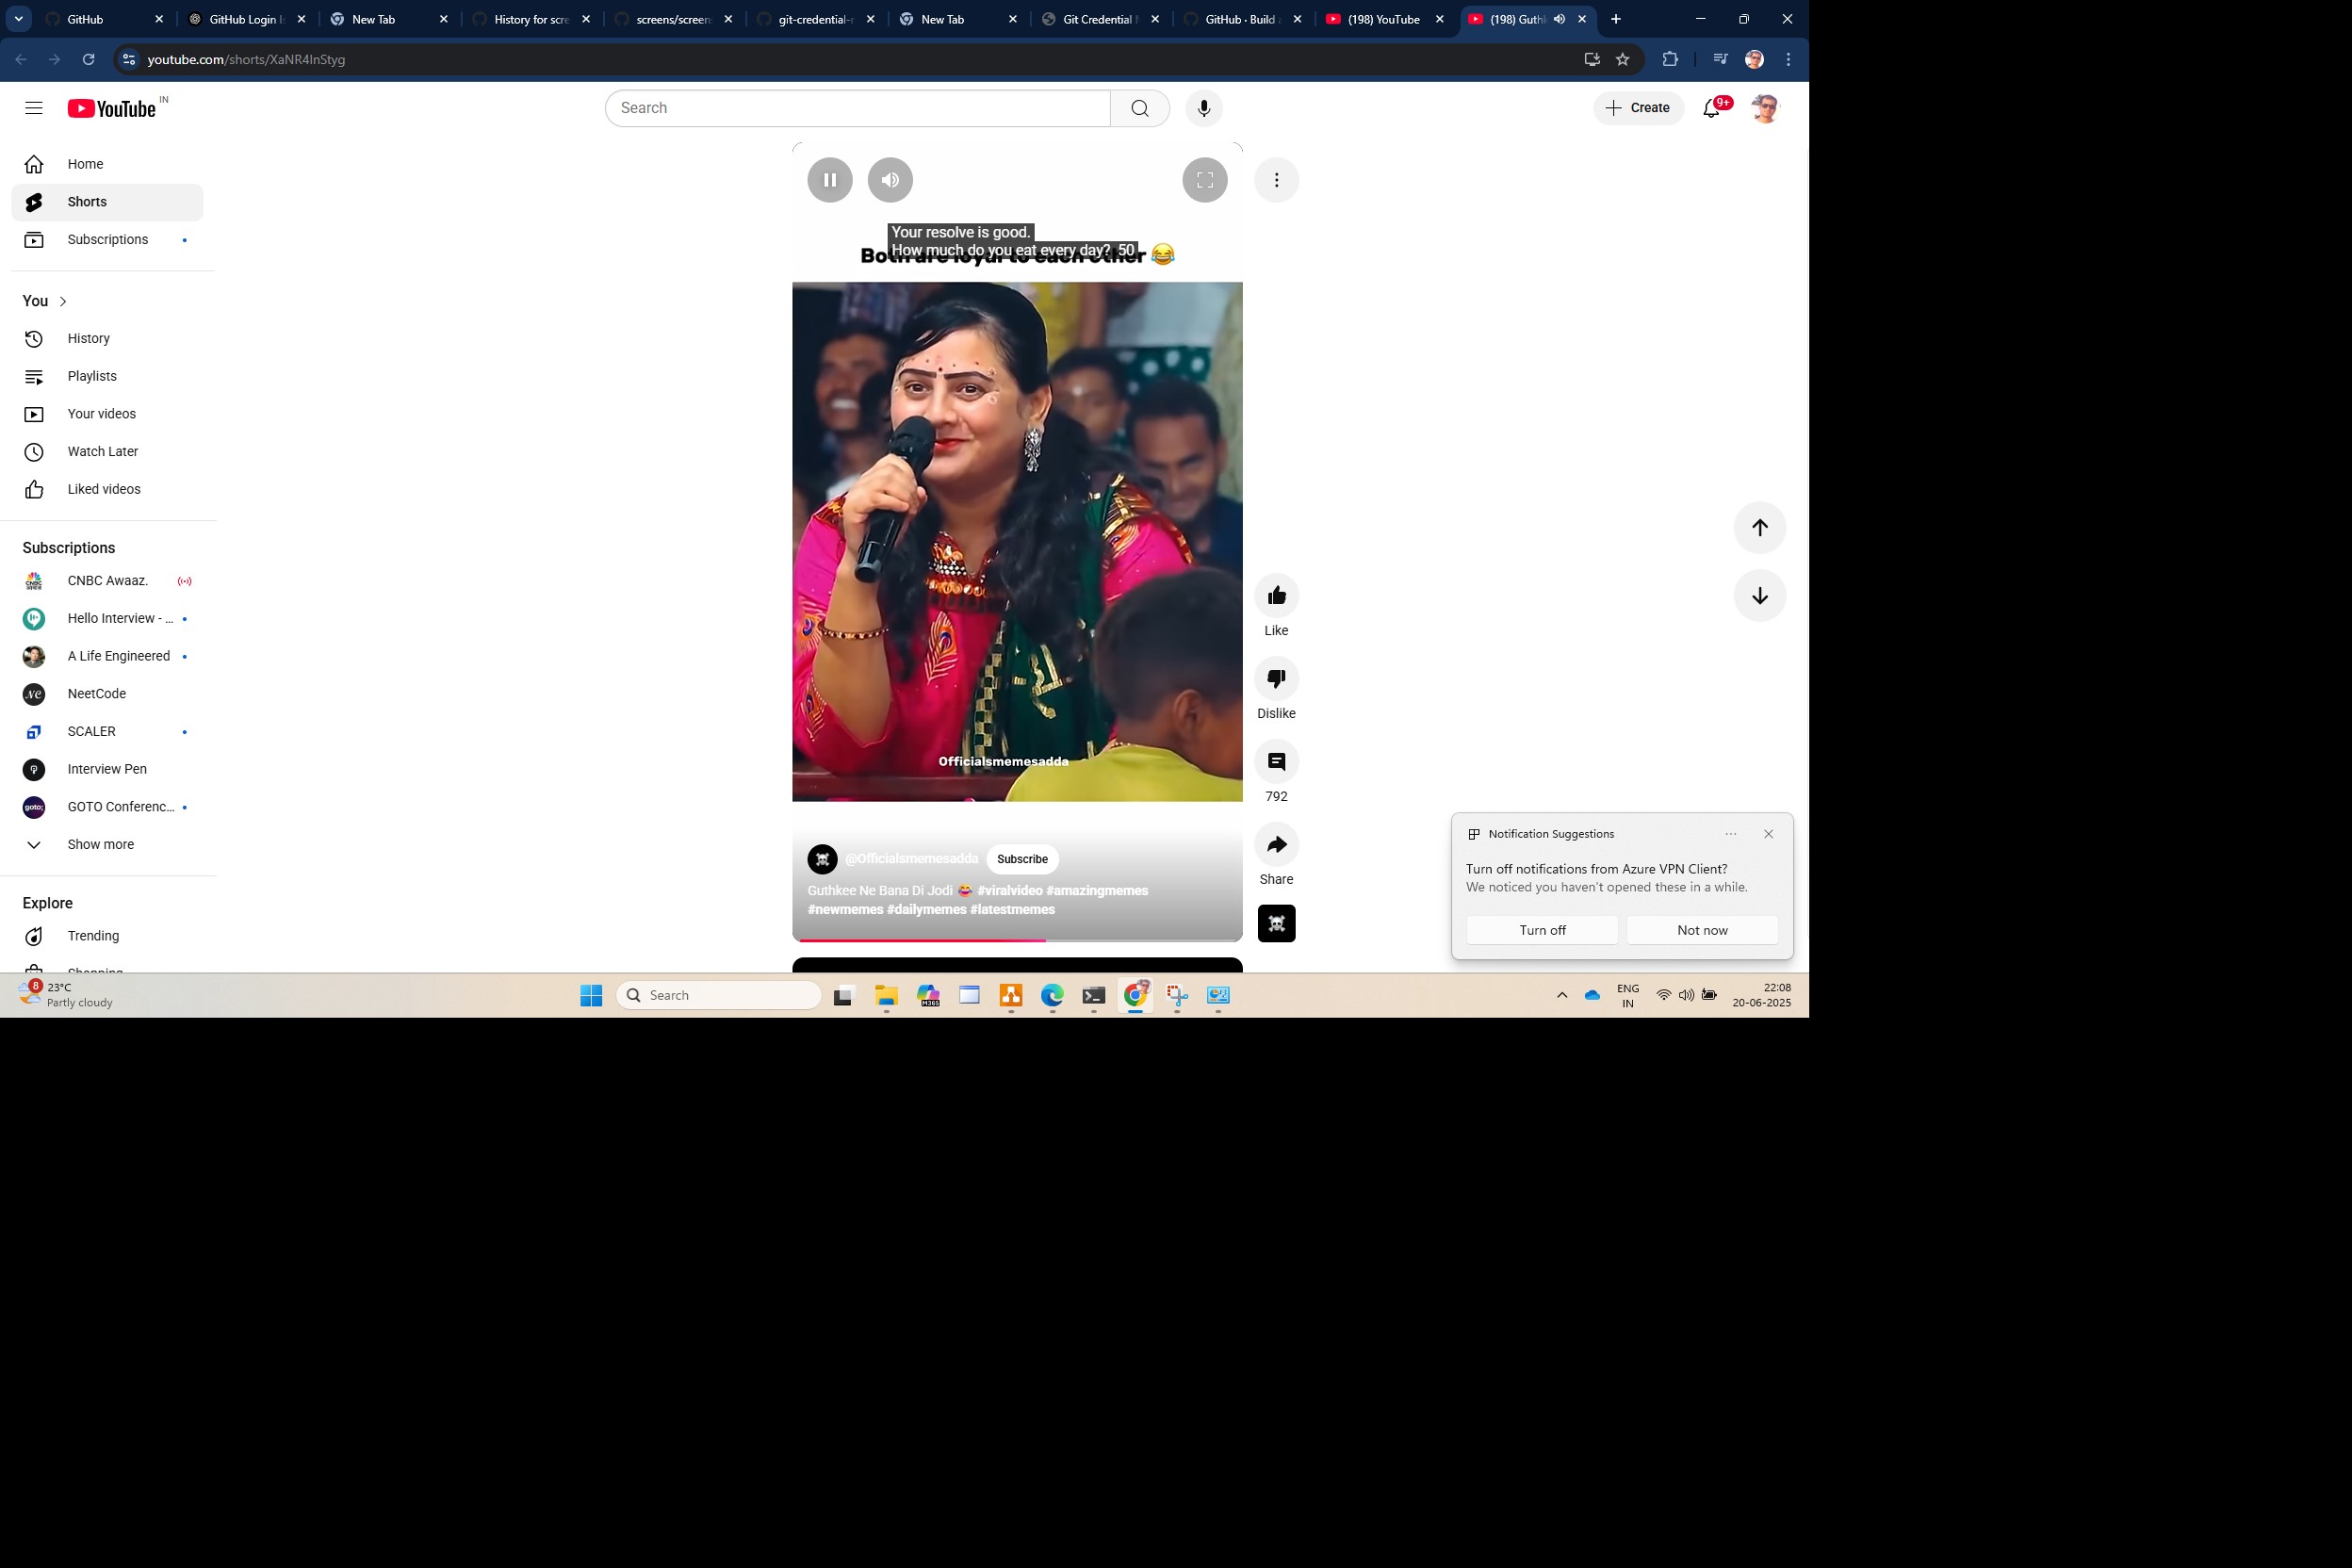 GitHub
GitHub Login
New Tab
History for scre
screens/screen
git-credential-
New Tab
Git Credential
GitHub · Build
(198) YouTube
(198) Guth
youtube.com/shorts/XaNR4lnStyg
YouTube IN
Search
Create
9+
Home
Shorts
Subscriptions
You
History
Playlists
Your videos
Watch Later
Liked videos
Subscriptions
CNBC Awaaz.
Hello Interview - ...
A Life Engineered
NeetCode
SCALER
Interview Pen
GOTO Conferenc...
Show more
Explore
Trending
Shopping
Your resolve is good.
How much do you eat every day? 50
Both are loyal to each other 😂
Officialsmemesadda
@Officialsmemesadda Subscribe
Guthkee Ne Bana Di Jodi 😂 #viralvideo #amazingmemes
#newmemes #dailymemes #latestmemes
Like
Dislike
792
Share
Notification Suggestions
Turn off notifications from Azure VPN Client?
We noticed you haven't opened these in a while.
Turn off Not now
8
23°C
Partly cloudy
Search
M365
ENG
IN
22:08
20-06-2025